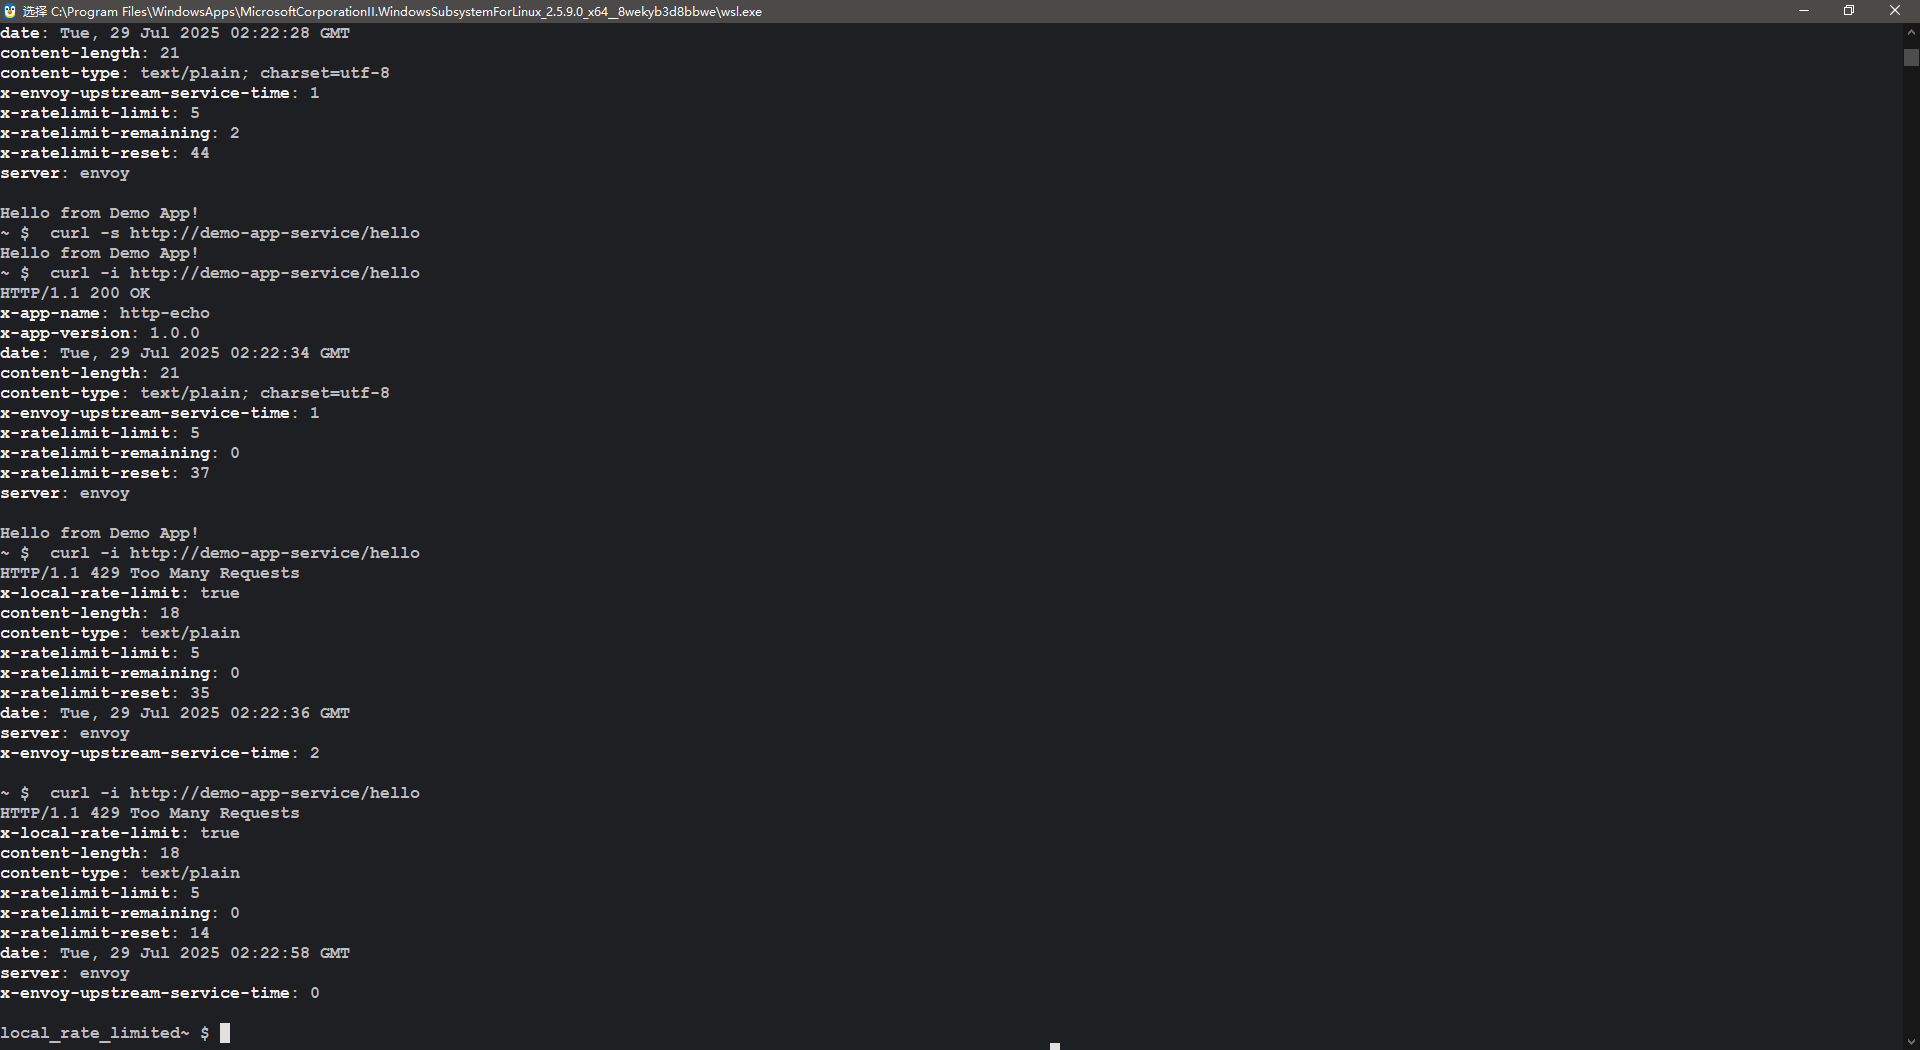 选择 C:\Program Files\WindowsApps\MicrosoftCorporationII.WindowsSubsystemForLinux_2.5.9.0_x64__8wekyb3d8bbwe\wsl.exe
date: Tue, 29 Jul 2025 02:22:28 GMT
content-length: 21
content-type: text/plain; charset=utf-8
x-envoy-upstream-service-time: 1
x-ratelimit-limit: 5
x-ratelimit-remaining: 2
x-ratelimit-reset: 44
server: envoy
Hello from Demo App!
~ $  curl -s http://demo-app-service/hello
Hello from Demo App!
~ $  curl -i http://demo-app-service/hello
HTTP/1.1 200 OK
x-app-name: http-echo
x-app-version: 1.0.0
date: Tue, 29 Jul 2025 02:22:34 GMT
content-length: 21
content-type: text/plain; charset=utf-8
x-envoy-upstream-service-time: 1
x-ratelimit-limit: 5
x-ratelimit-remaining: 0
x-ratelimit-reset: 37
server: envoy
Hello from Demo App!
~ $  curl -i http://demo-app-service/hello
HTTP/1.1 429 Too Many Requests
x-local-rate-limit: true
content-length: 18
content-type: text/plain
x-ratelimit-limit: 5
x-ratelimit-remaining: 0
x-ratelimit-reset: 35
date: Tue, 29 Jul 2025 02:22:36 GMT
server: envoy
x-envoy-upstream-service-time: 2
~ $  curl -i http://demo-app-service/hello
HTTP/1.1 429 Too Many Requests
x-local-rate-limit: true
content-length: 18
content-type: text/plain
x-ratelimit-limit: 5
x-ratelimit-remaining: 0
x-ratelimit-reset: 14
date: Tue, 29 Jul 2025 02:22:58 GMT
server: envoy
x-envoy-upstream-service-time: 0
local_rate_limited~ $